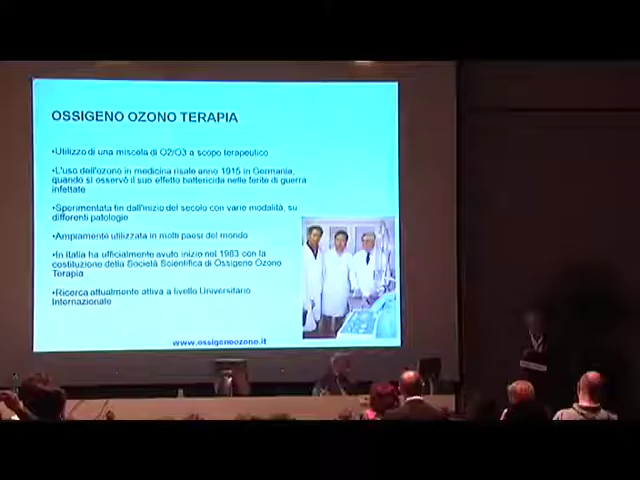 OSSIGENO OZONO TERAPIA
•Utilizzo di una miscela di O2/O3 a scopo terapeutico
•L'uso dell'ozono in medicina risale anno 1915 in Germania,
quando si osservò il suo effetto battericida nelle ferite di guerra
infettate
•Sperimentata fin dall'inizio del secolo con varie modalità, su
differenti patologie
•Ampiamente utilizzata in molti paesi del mondo
•In Italia ha ufficialmente avuto inizio nel 1983 con la
costituzione della Società Scientifica di Ossigeno Ozono
Terapia
•Ricerca attualmente attiva a livello Universitario
Internazionale
www.ossigenoozono.it